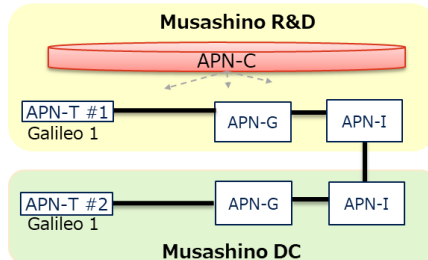 Musashino R&D
APN-C
APN-T #1
Galileo 1
APN-G
APN-I
APN-T #2
Galileo 1
APN-G
APN-I
Musashino DC